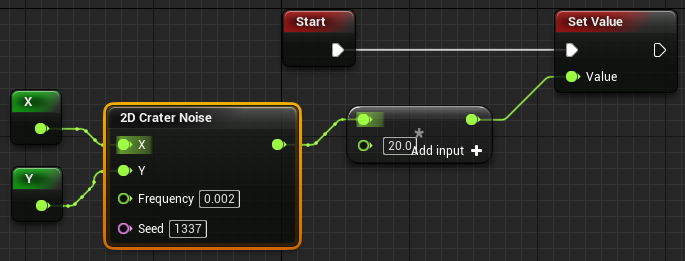 Start
Set Value
Value
X
2D Crater Noise
X
Y
Y
Frequency 0.002
Seed 1337
*
20.0
Add input +